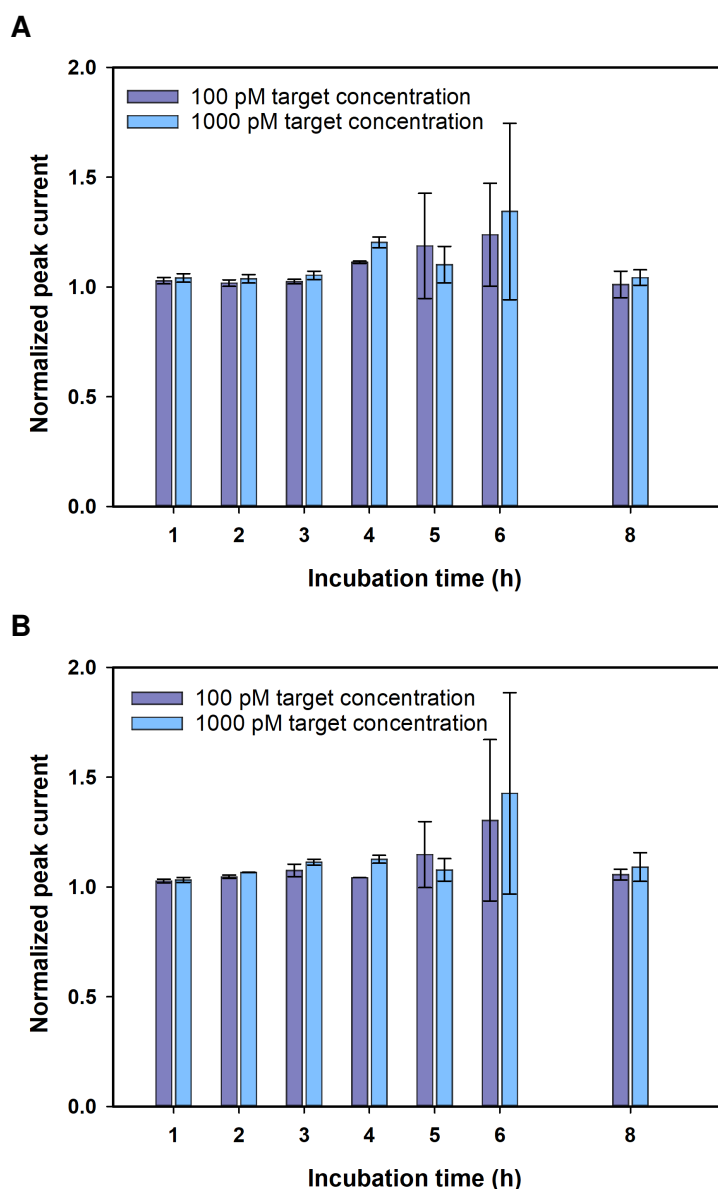 A
2.0
100 pM target concentration
1000 pM target concentration
1.5
1.0
0.5
0.0
Normalized peak current
1 2 3 4 5 6 8
Incubation time (h)
B
2.0
100 pM target concentration
1000 pM target concentration
1.5
1.0
0.5
0.0
Normalized peak current
1 2 3 4 5 6 8
Incubation time (h)